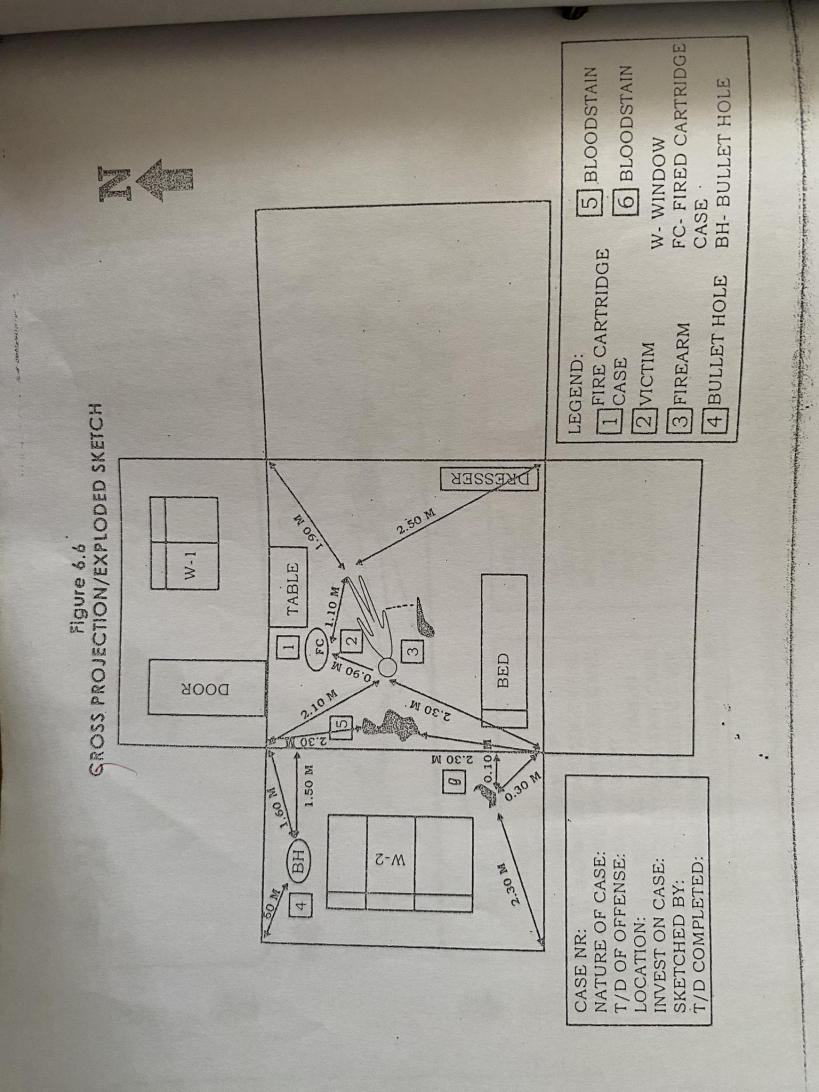 Figure 6.6
CROSS PROJECTION/EXPLODED SKETCH
N
W-1
DOOR
TABLE
DRESSER
1.90 M
2.50 M
1
FC
1.10 M
2
3
0.90 M
2.10 M
2.30 M
5
2.30 M
BED
2.30 M
0.10 M
0.30 M
6
1.60 M
1.50 M
BH
4
W-2
2.30 M
LEGEND:
1 FIRE CARTRIDGE
CASE
2 VICTIM
3 FIREARM
4 BULLET HOLE
5 BLOODSTAIN
6 BLOODSTAIN
W- WINDOW
FC- FIRED CARTRIDGE
CASE
BH- BULLET HOLE
CASE NR:
NATURE OF CASE:
T/D OF OFFENSE:
LOCATION:
INVEST ON CASE:
SKETCHED BY:
T/D COMPLETED: